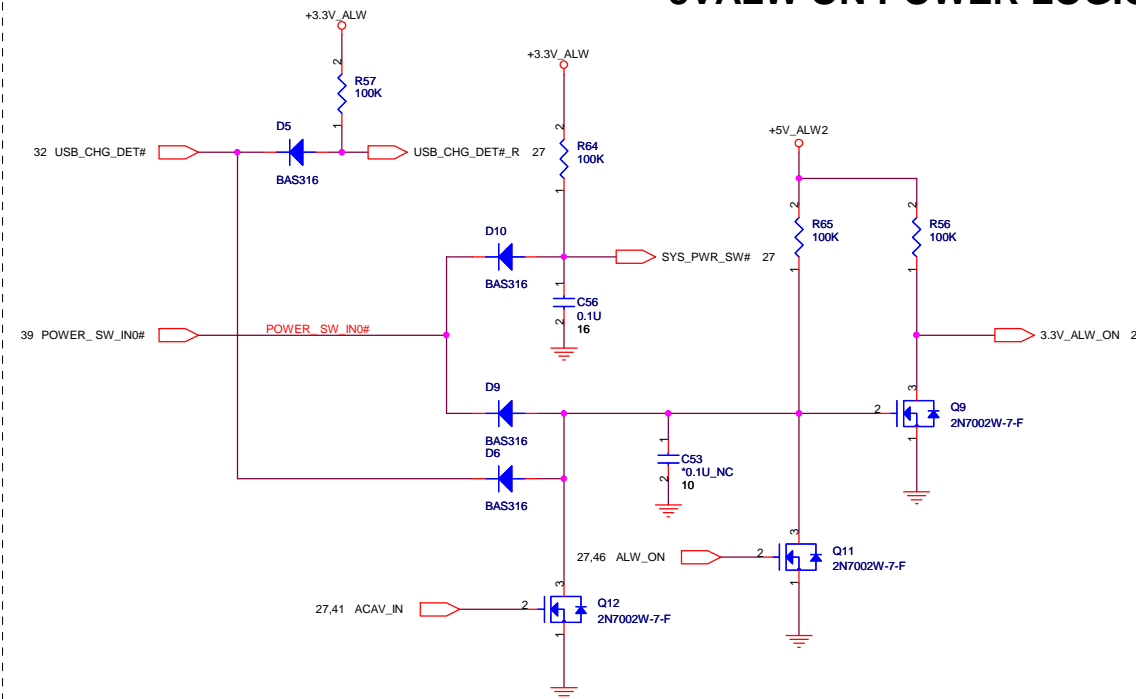 +3.3V_ALW
2
R57
100K
1
32 USB_CHG_DET#
D5
BAS316
USB_CHG_DET#_R 27
+3.3V_ALW
2
R64
100K
1
D10
BAS316
SYS_PWR_SW# 27
1
C56
0.1U
2
16
39 POWER_ SW_IN0#
POWER_ SW_IN0#
+5V_ALW2
2
R65
100K
1
2
R56
100K
1
3.3V_ALW_ON
3
2
Q9
2N7002W-7-F
1
D9
BAS316
D6
BAS316
1
C53
*0.1U_NC
2
10
27,46 ALW_ON
3
2
Q11
2N7002W-7-F
1
27,41 ACAV_IN
3
2
Q12
2N7002W-7-F
1